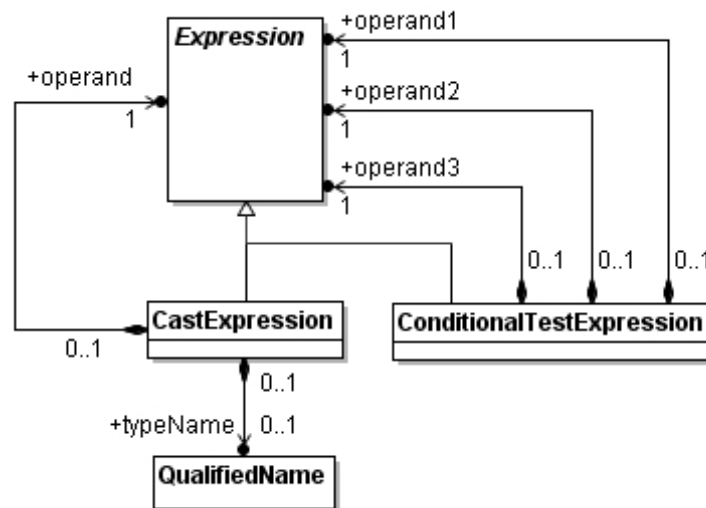 Expression
+operand1
1
+operand
1
+operand2
1
+operand3
1
0..1
0..1
0..1
CastExpression
ConditionalTestExpression
0..1
0..1
+typeName
0..1
QualifiedName